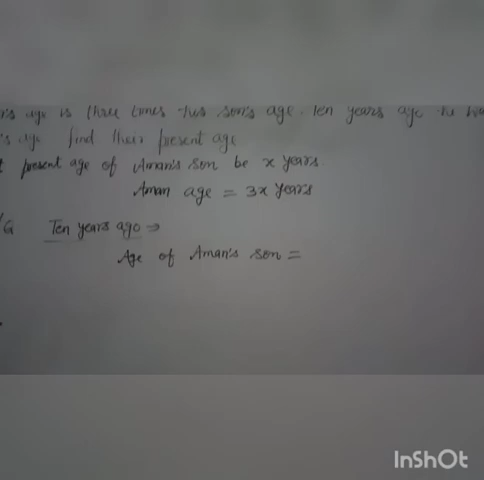 age is three times his son's age. Ten years ago he
age find their present age
present age of Aman's son be x years.
Aman age = 3x years
Ten years ago ⇒
Age of Aman's son =
InShOt